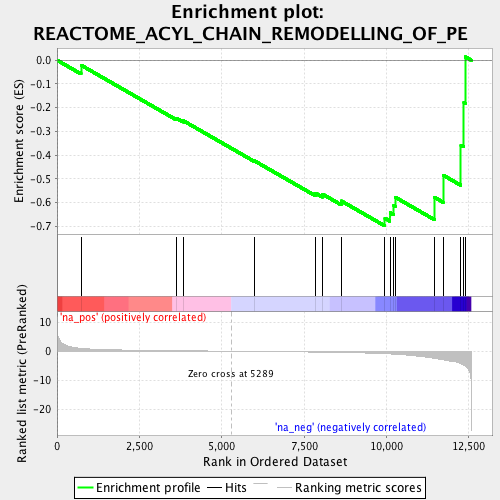 Enrichment plot:
REACTOME_ACYL_CHAIN_REMODELLING_OF_PE
Enrichment score (ES)
0.0
-0.1
-0.2
-0.3
-0.4
-0.5
-0.6
-0.7
'na_pos' (positively correlated)
Ranked list metric (PreRanked)
10
5
0
-5
-10
-15
-20
Zero cross at 5289
'na_neg' (negatively correlated)
0
2,500
5,000
7,500
10,000
12,500
Rank in Ordered Dataset
Enrichment profile
Hits
Ranking metric scores